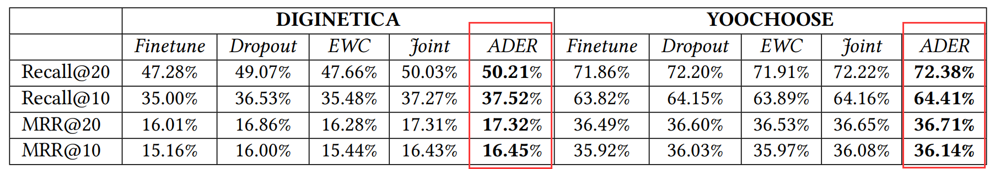 DIGINETICA YOOCHOOSE
Finetune Dropout EWC Joint ADER Finetune Dropout EWC Joint ADER
Recall@20 47.28% 49.07% 47.66% 50.03% 50.21% 71.86% 72.20% 71.91% 72.22% 72.38%
Recall@10 35.00% 36.53% 35.48% 37.27% 37.52% 63.82% 64.15% 63.89% 64.16% 64.41%
MRR@20 16.01% 16.86% 16.28% 17.31% 17.32% 36.49% 36.60% 36.53% 36.65% 36.71%
MRR@10 15.16% 16.00% 15.44% 16.43% 16.45% 35.92% 36.03% 35.97% 36.08% 36.14%